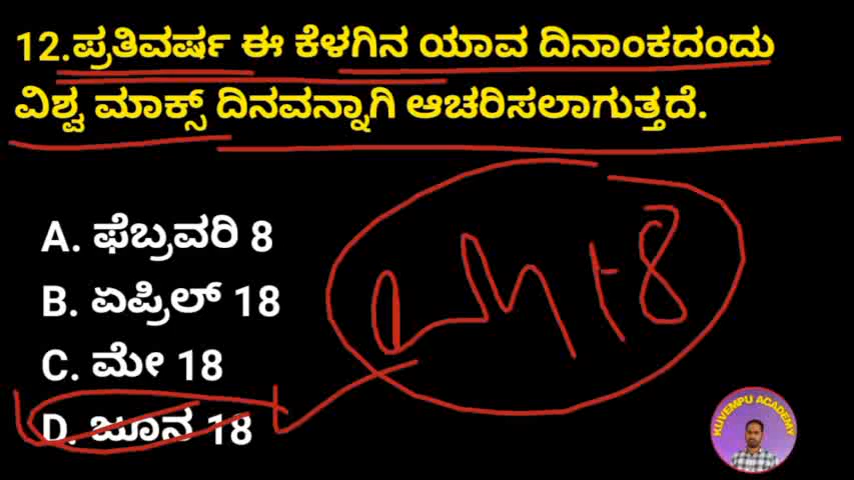 12.ಪ್ರತಿವರ್ಷ ಈ ಕೆಳಗಿನ ಯಾವ ದಿನಾಂಕದಂದು
ವಿಶ್ವ ಮಾಕ್ಸ್ ದಿನವನ್ನಾಗಿ ಆಚರಿಸಲಾಗುತ್ತದೆ.
A. ಫೆಬ್ರವರಿ 8
B. ಏಪ್ರಿಲ್ 18
C. ಮೇ 18
D. ಜೂನ 18
KUVEMPU ACADEMY